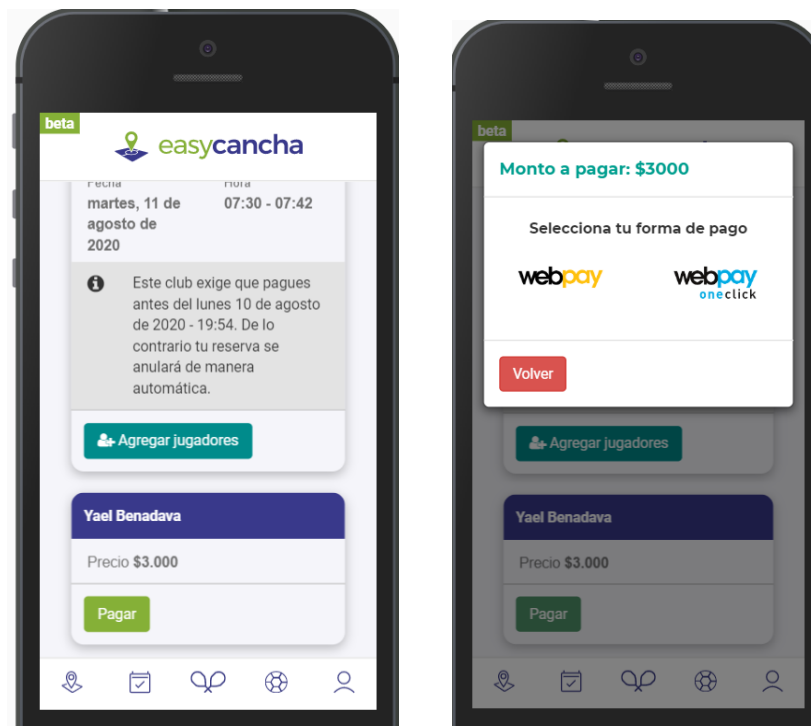 beta
easycancha
Fecha Hora
martes, 11 de 07:30 - 07:42
agosto de
2020
Este club exige que pagues
antes del lunes 10 de agosto
de 2020 - 19:54. De lo
contrario tu reserva se
anulará de manera
automática.
Agregar jugadores
Yael Benadava
Precio $3.000
Pagar
beta
Monto a pagar: $3000
Selecciona tu forma de pago
webpay webpay
oneclick
Volver
Agregar jugadores
Yael Benadava
Precio $3.000
Pagar